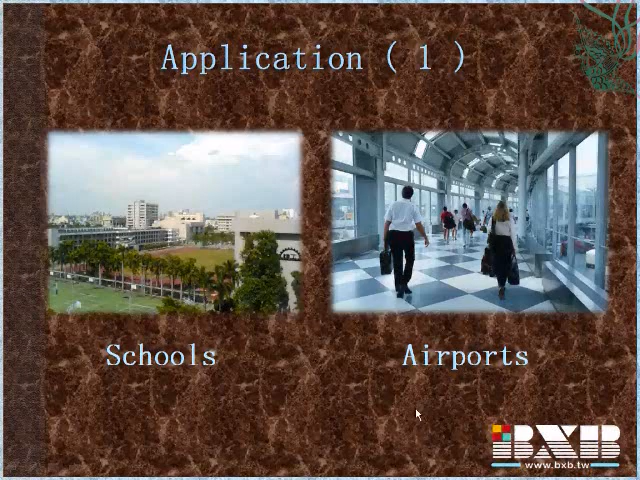 Application ( 1 )
Schools
Airports
BXB
www.bxb.tw